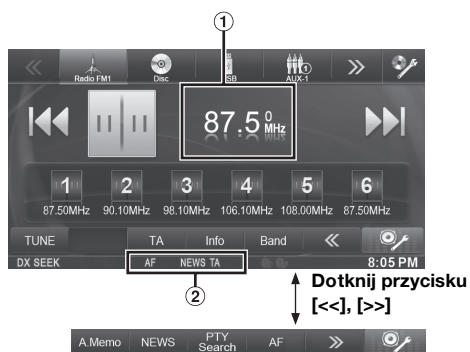 1
Radio FM1
Disc
SB
AUX-1
87.5 0 MHz
1 2 3 4 5 6
87.50MHz 90.10MHz 98.10MHz 106.10MHz 108.00MHz 87.50MHz
TUNE TA Info Band
DX SEEK AF NEWS TA 8:05 PM
2
Dotknij przycisku
[<<], [>>]
A.Memo NEWS PTY Search AF